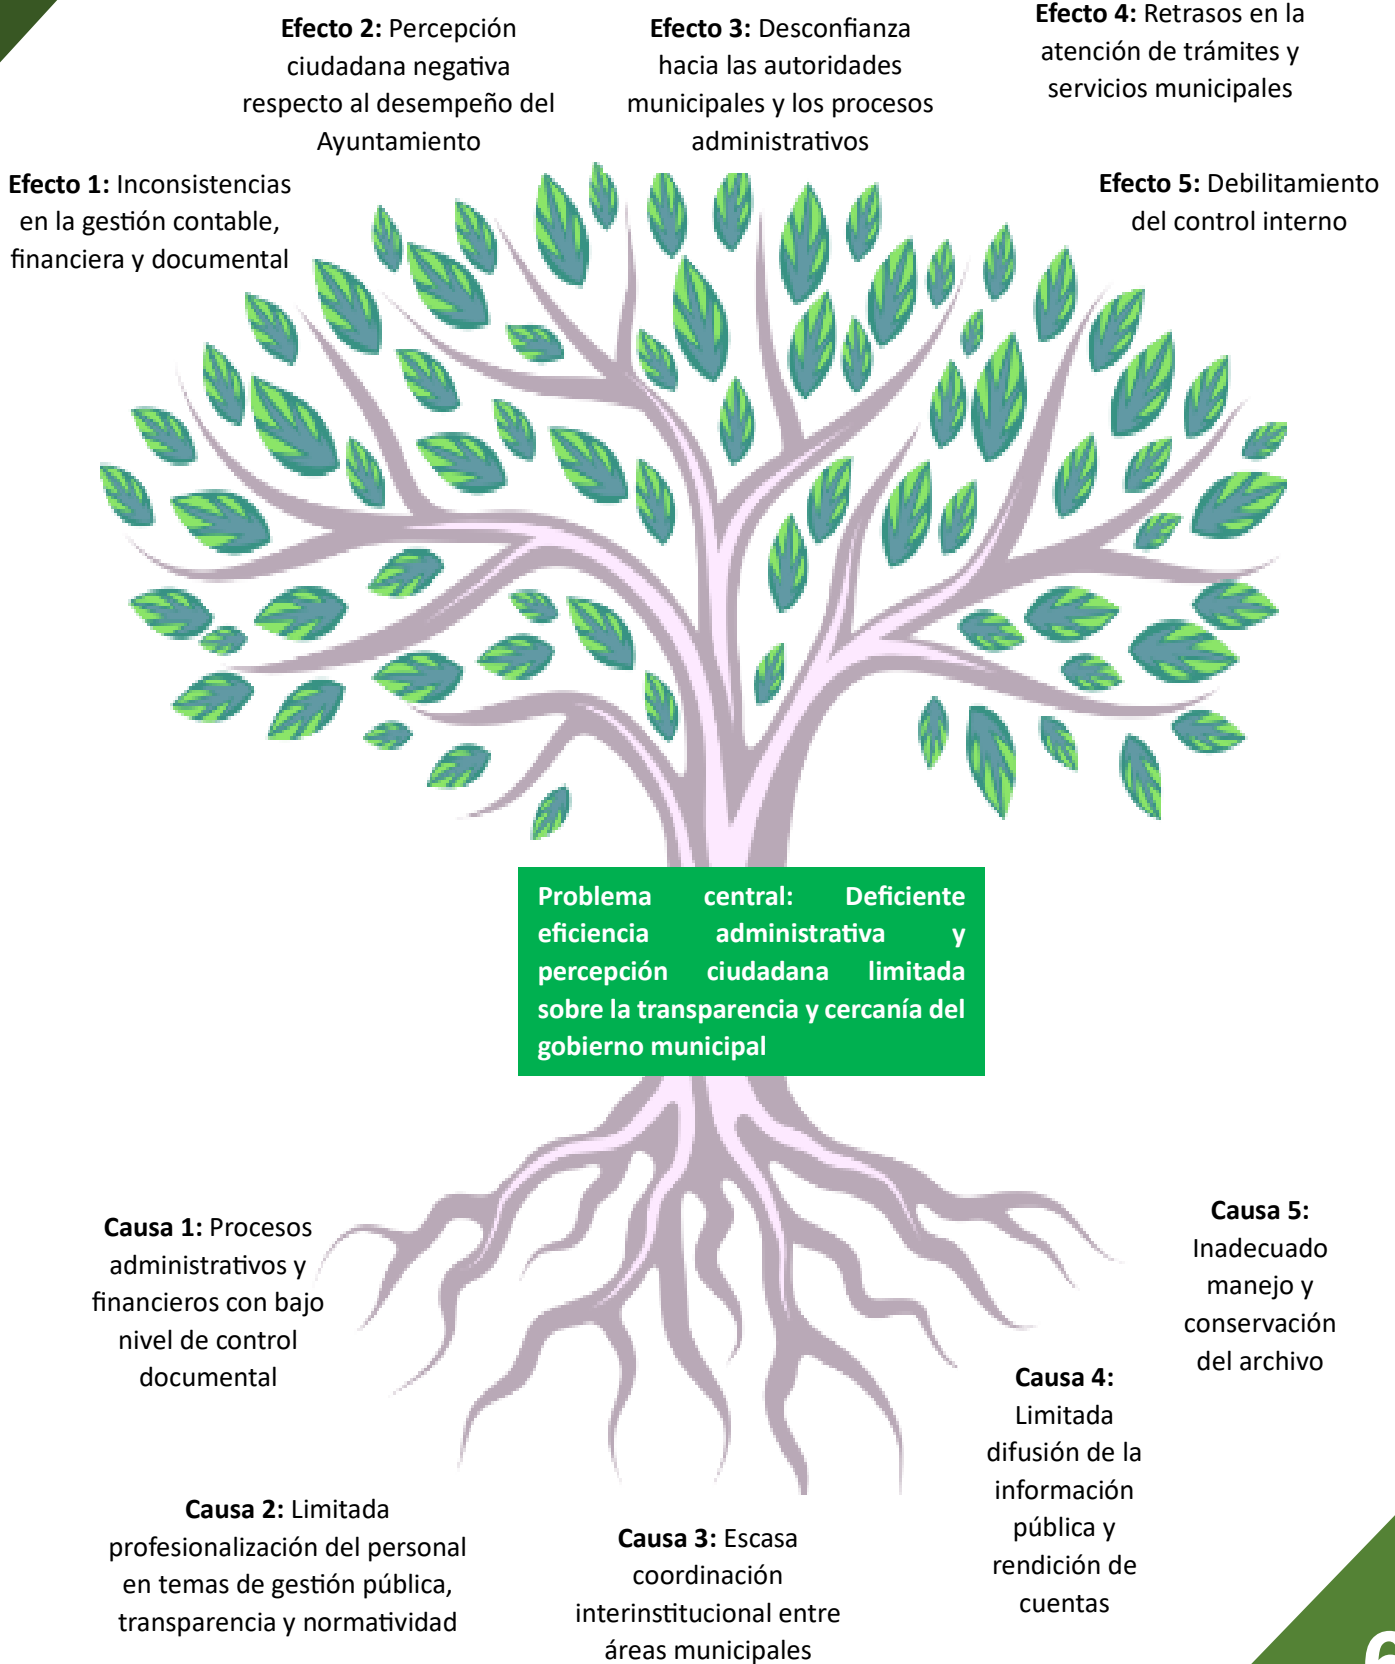 Efecto 1: Inconsistencias
en la gestión contable,
financiera y documental
Efecto 2: Percepción
ciudadana negativa
respecto al desempeño del
Ayuntamiento
Efecto 3: Desconfianza
hacia las autoridades
municipales y los procesos
administrativos
Efecto 4: Retrasos en la
atención de trámites y
servicios municipales
Efecto 5: Debilitamiento
del control interno
Problema central: Deficiente
eficiencia administrativa y
percepción ciudadana limitada
sobre la transparencia y cercanía del
gobierno municipal
Causa 1: Procesos
administrativos y
financieros con bajo
nivel de control
documental
Causa 2: Limitada
profesionalización del personal
en temas de gestión pública,
transparencia y normatividad
Causa 3: Escasa
coordinación
interinstitucional entre
áreas municipales
Causa 4:
Limitada
difusión de la
información
pública y
rendición de
cuentas
Causa 5:
Inadecuado
manejo y
conservación
del archivo